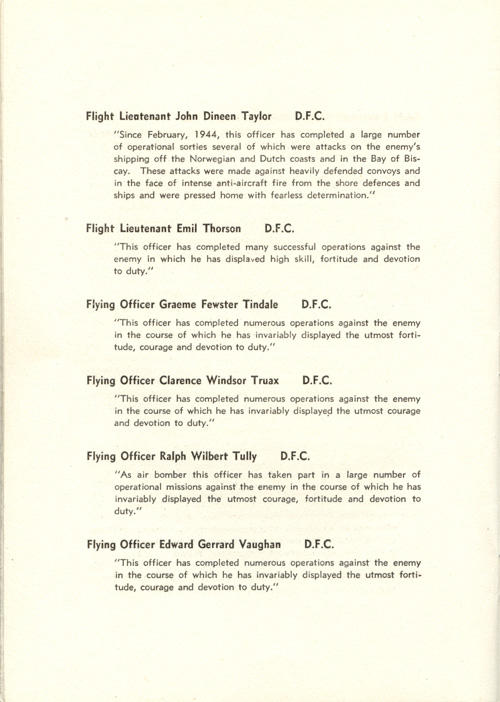 Flight Lieutenant John Dineen Taylor D.F.C.
"Since February, 1944, this officer has completed a large number
of operational sorties several of which were attacks on the enemy's
shipping off the Norwegian and Dutch coasts and in the Bay of Bis-
cay. These attacks were made against heavily defended convoys and
in the face of intense anti-aircraft fire from the shore defences and
ships and were pressed home with fearless determination."
Flight Lieutenant Emil Thorson D.F.C.
"This officer has completed many successful operations against the
enemy in which he has displayed high skill, fortitude and devotion
to duty."
Flying Officer Graeme Fewster Tindale D.F.C.
"This officer has completed numerous operations against the enemy
in the course of which he has invariably displayed the utmost forti-
tude, courage and devotion to duty."
Flying Officer Clarence Windsor Truax D.F.C.
"This officer has completed numerous operations against the enemy
in the course of which he has invariably displayed the utmost courage
and devotion to duty."
Flying Officer Ralph Wilbert Tully D.F.C.
"As air bomber this officer has taken part in a large number of
operational missions against the enemy in the course of which he has
invariably displayed the utmost courage, fortitude and devotion to
duty."
Flying Officer Edward Gerrard Vaughan D.F.C.
"This officer has completed numerous operations against the enemy
in the course of which he has invariably displayed the utmost forti-
tude, courage and devotion to duty."